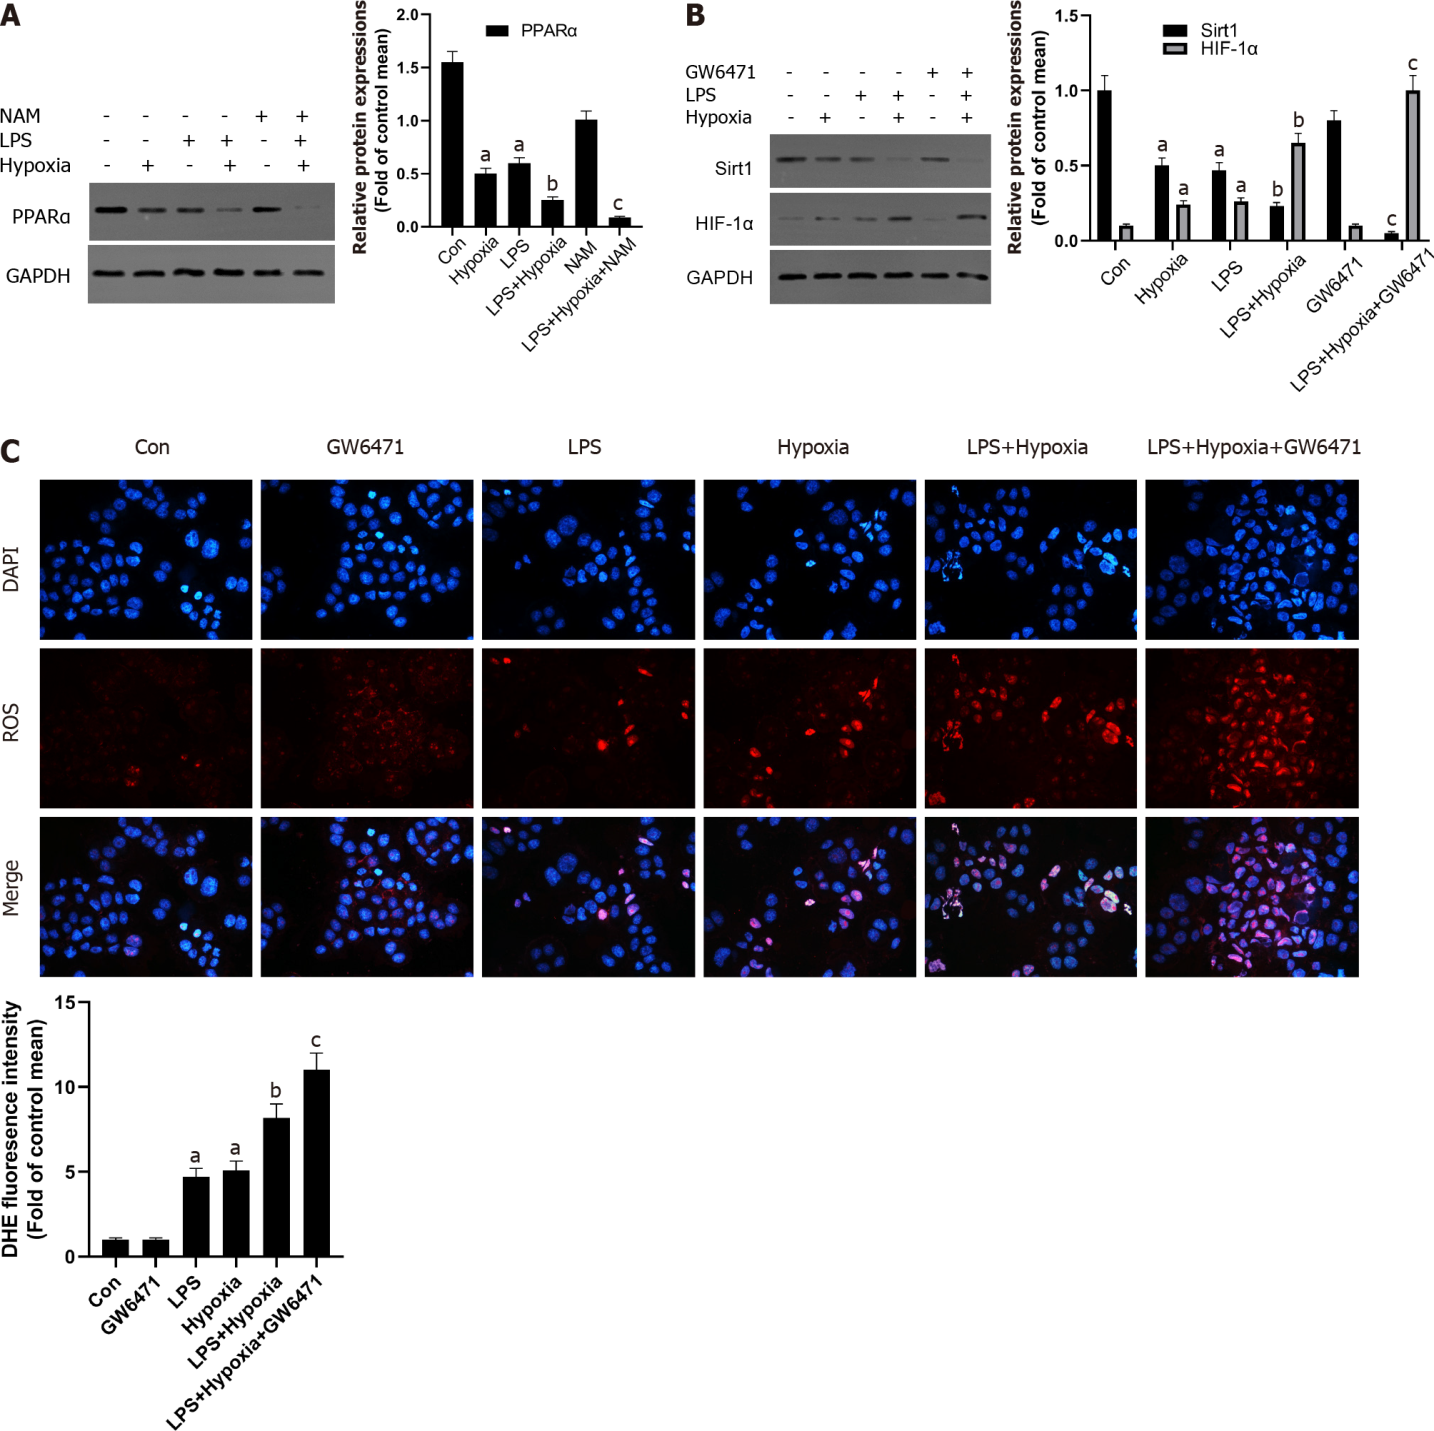 A
NAM - - - - + +
LPS - - + + - +
Hypoxia - + - + - +
PPARα
GAPDH
Relative protein expressions
(Fold of control mean)
2.0
1.5
1.0
0.5
0.0
PPARα
a
a
b
c
Con
Hypoxia
LPS
LPS+Hypoxia
NAM
LPS+Hypoxia+NAM
B
GW6471 - - - - + +
LPS - - + + - +
Hypoxia - + - + - +
Sirt1
HIF-1α
GAPDH
Relative protein expressions
(Fold of control mean)
1.5
1.0
0.5
0.0
Sirt1
HIF-1α
a
a
a
a
b
b
c
c
Con
Hypoxia
LPS
LPS+Hypoxia
GW6471
LPS+Hypoxia+GW6471
C
Con GW6471 LPS Hypoxia LPS+Hypoxia LPS+Hypoxia+GW6471
DAPI
ROS
Merge
DHE fluoresence intensity
(Fold of control mean)
15
10
5
0
a
a
b
c
Con
GW6471
LPS
Hypoxia
LPS+Hypoxia
LPS+Hypoxia+GW6471